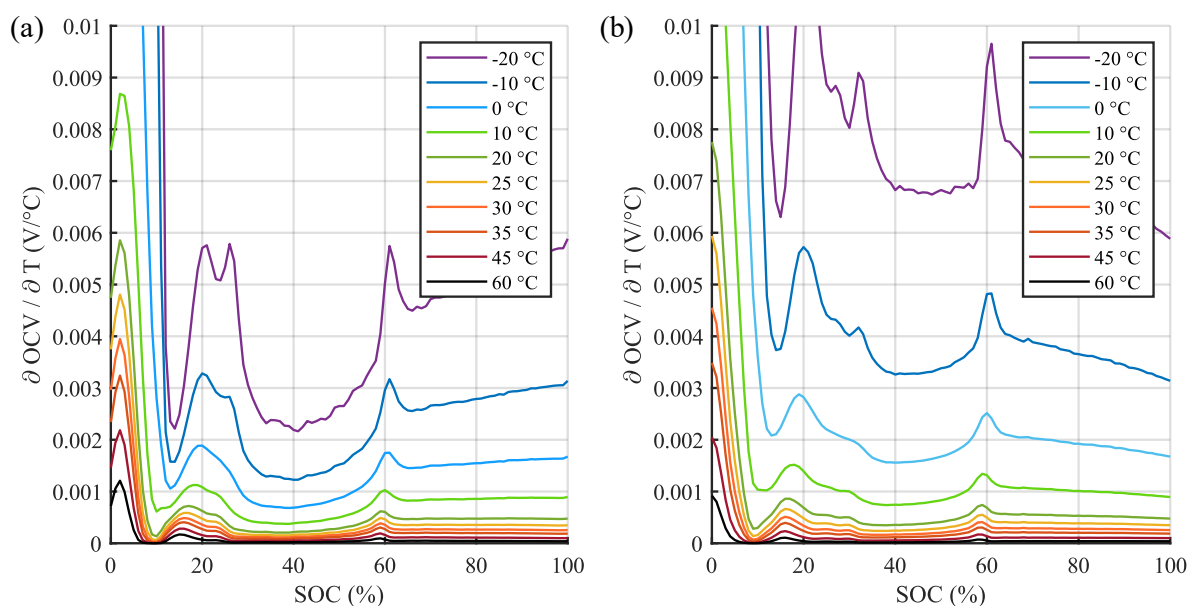 (a)
∂ OCV / ∂ T (V/°C)
0.01
0.009
0.008
0.007
0.006
0.005
0.004
0.003
0.002
0.001
0
0 20 40 60 80 100
SOC (%)
-20 °C
-10 °C
0 °C
10 °C
20 °C
25 °C
30 °C
35 °C
45 °C
60 °C
(b)
∂ OCV / ∂ T (V/°C)
0.01
0.009
0.008
0.007
0.006
0.005
0.004
0.003
0.002
0.001
0
0 20 40 60 80 100
SOC (%)
-20 °C
-10 °C
0 °C
10 °C
20 °C
25 °C
30 °C
35 °C
45 °C
60 °C